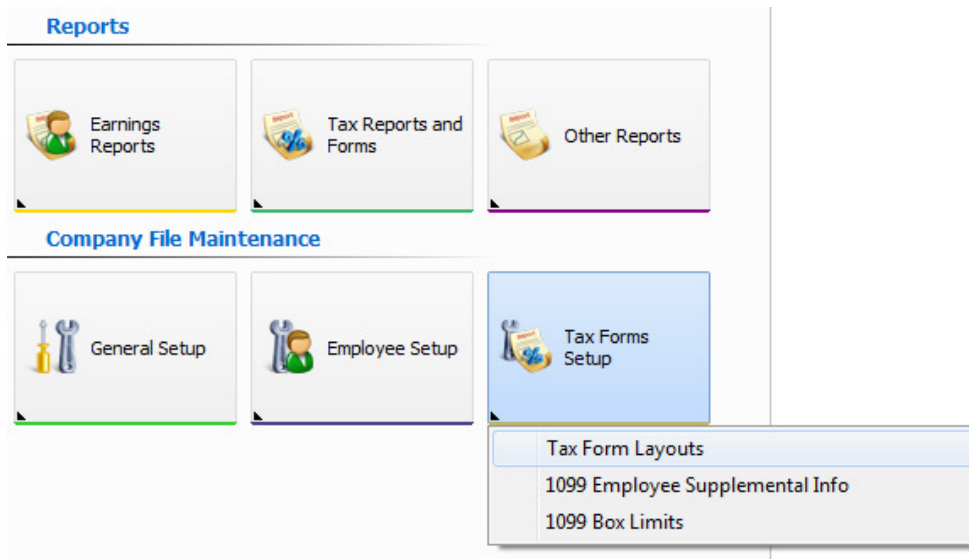 Reports
Earnings
Reports
Tax Reports and
Forms
Other Reports
Company File Maintenance
General Setup
Employee Setup
Tax Forms
Setup
Tax Form Layouts
1099 Employee Supplemental Info
1099 Box Limits